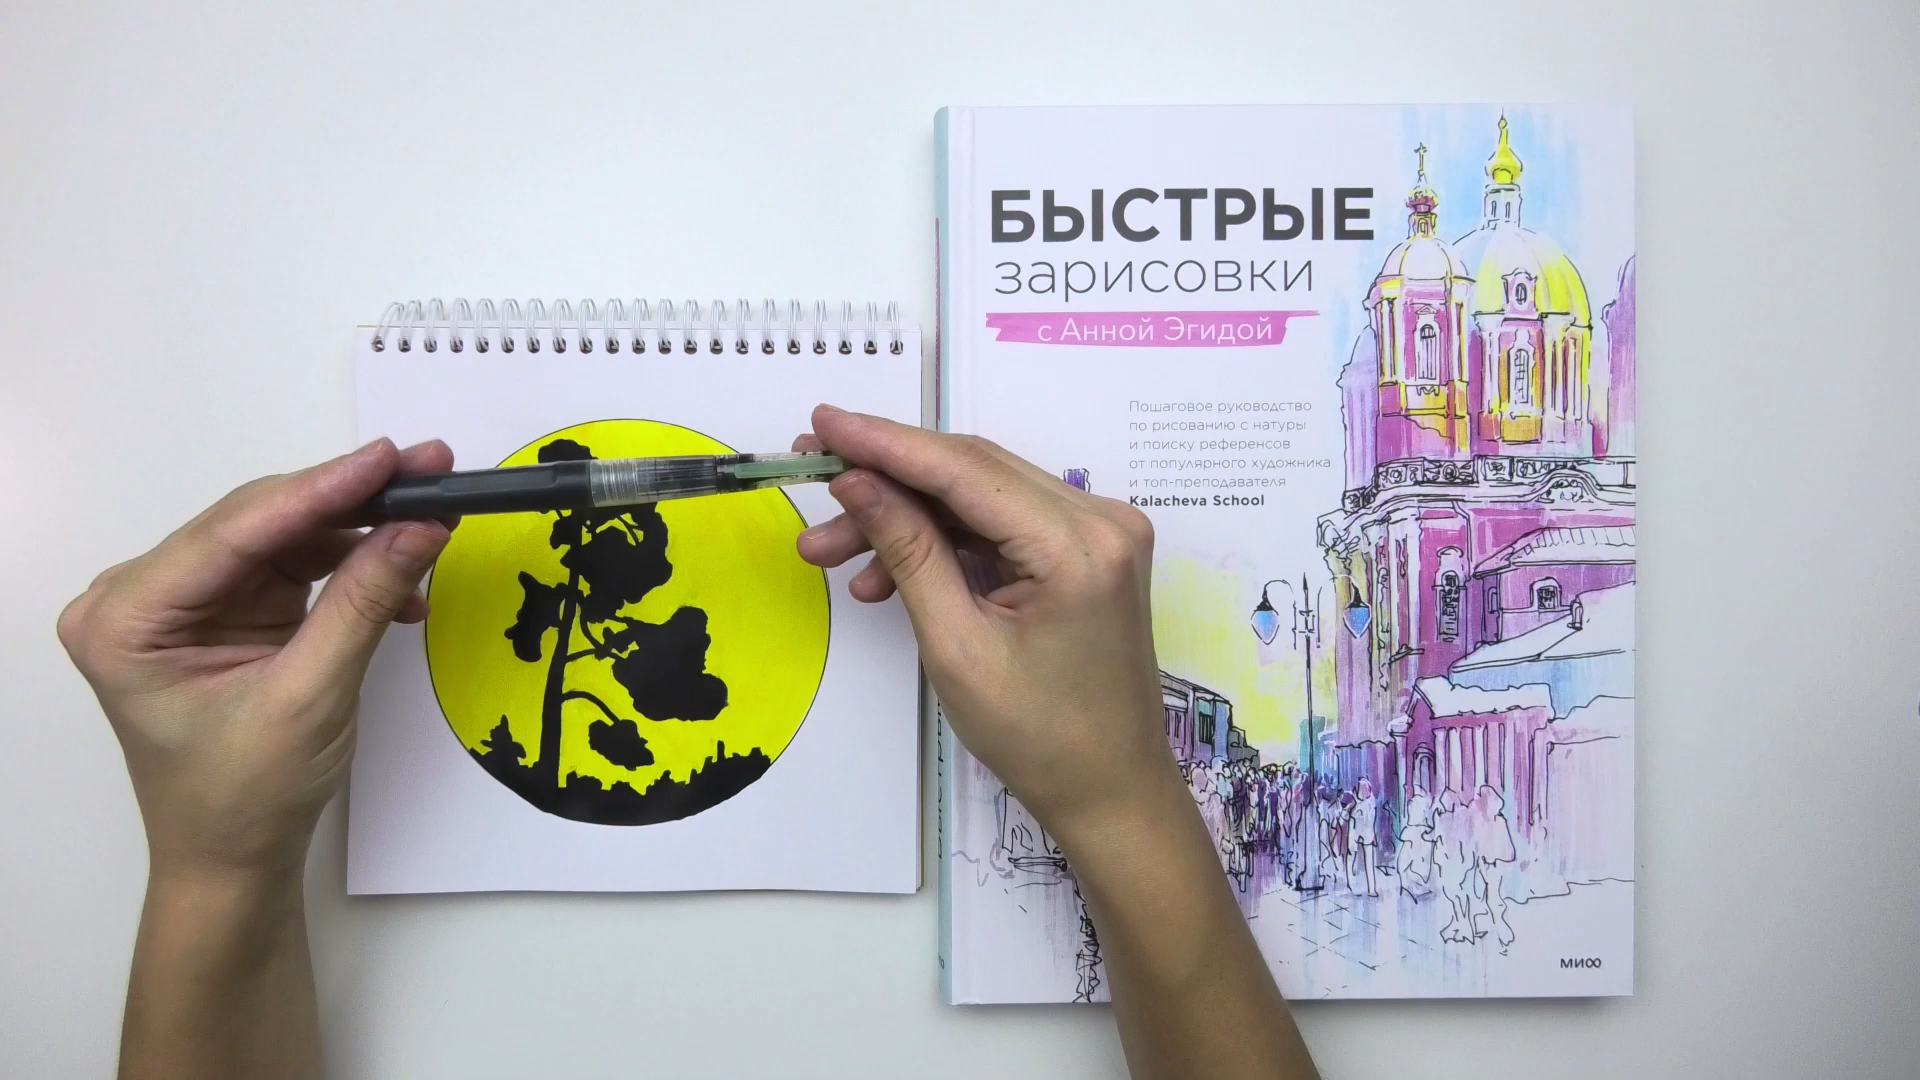 БЫСТРЫЕ
зарисовки
с Анной Эгидой
Пошаговое руководство
по рисованию с натуры
и поиску референсов
от популярного художника
и топ-преподавателя
Kalacheva School
МИФ